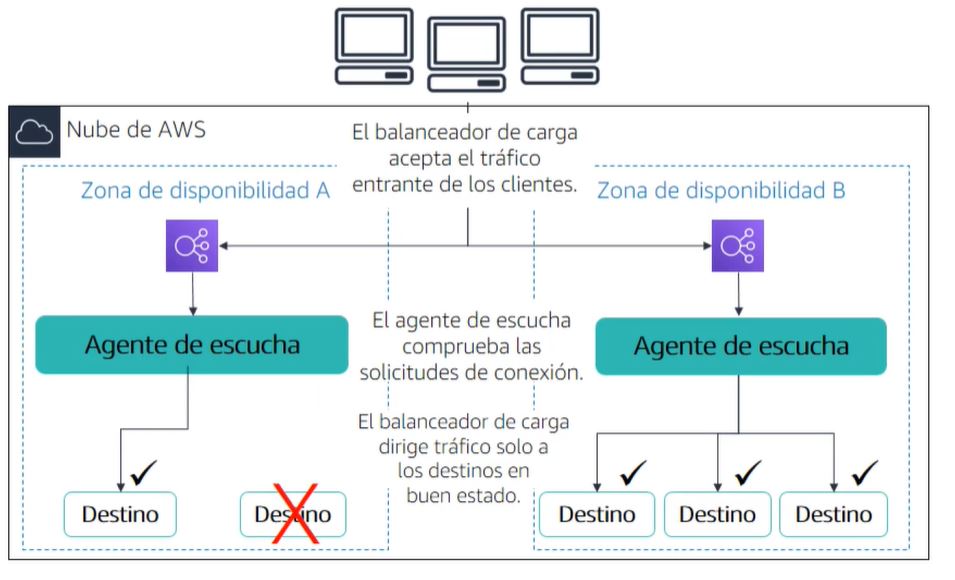 Nube de AWS
El balanceador de carga
acepta el tráfico
entrante de los clientes.
Zona de disponibilidad A
Zona de disponibilidad B
Agente de escucha
El agente de escucha
comprueba las
solicitudes de conexión.
Agente de escucha
El balanceador de carga
dirige tráfico solo a
los destinos en
buen estado.
Destino
Destino
Destino
Destino
Destino